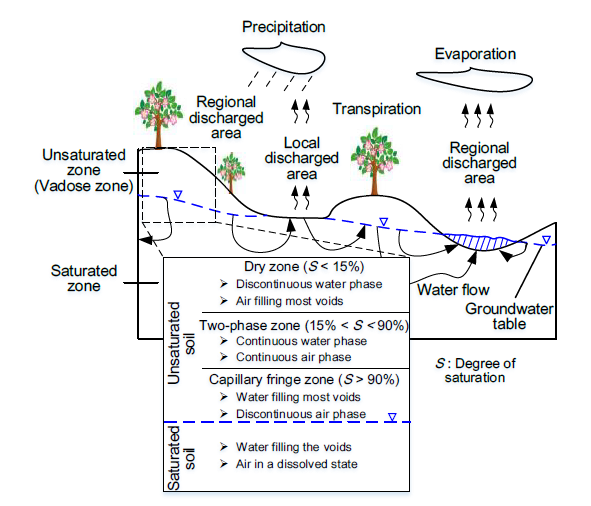 Precipitation
Evaporation
Regional
discharged
area
Transpiration
Local
discharged
area
Regional
discharged
area
Unsaturated
zone
(Vadose zone)
Saturated
zone
Water flow
Groundwater
table
S : Degree of
saturation
Unsaturated
soil
Dry zone (S < 15%)
➢ Discontinuous water phase
➢ Air filling most voids
Two-phase zone (15% < S < 90%)
➢ Continuous water phase
➢ Continuous air phase
Capillary fringe zone (S > 90%)
➢ Water filling most voids
➢ Discontinuous air phase
Saturated
soil
➢ Water filling the voids
➢ Air in a dissolved state